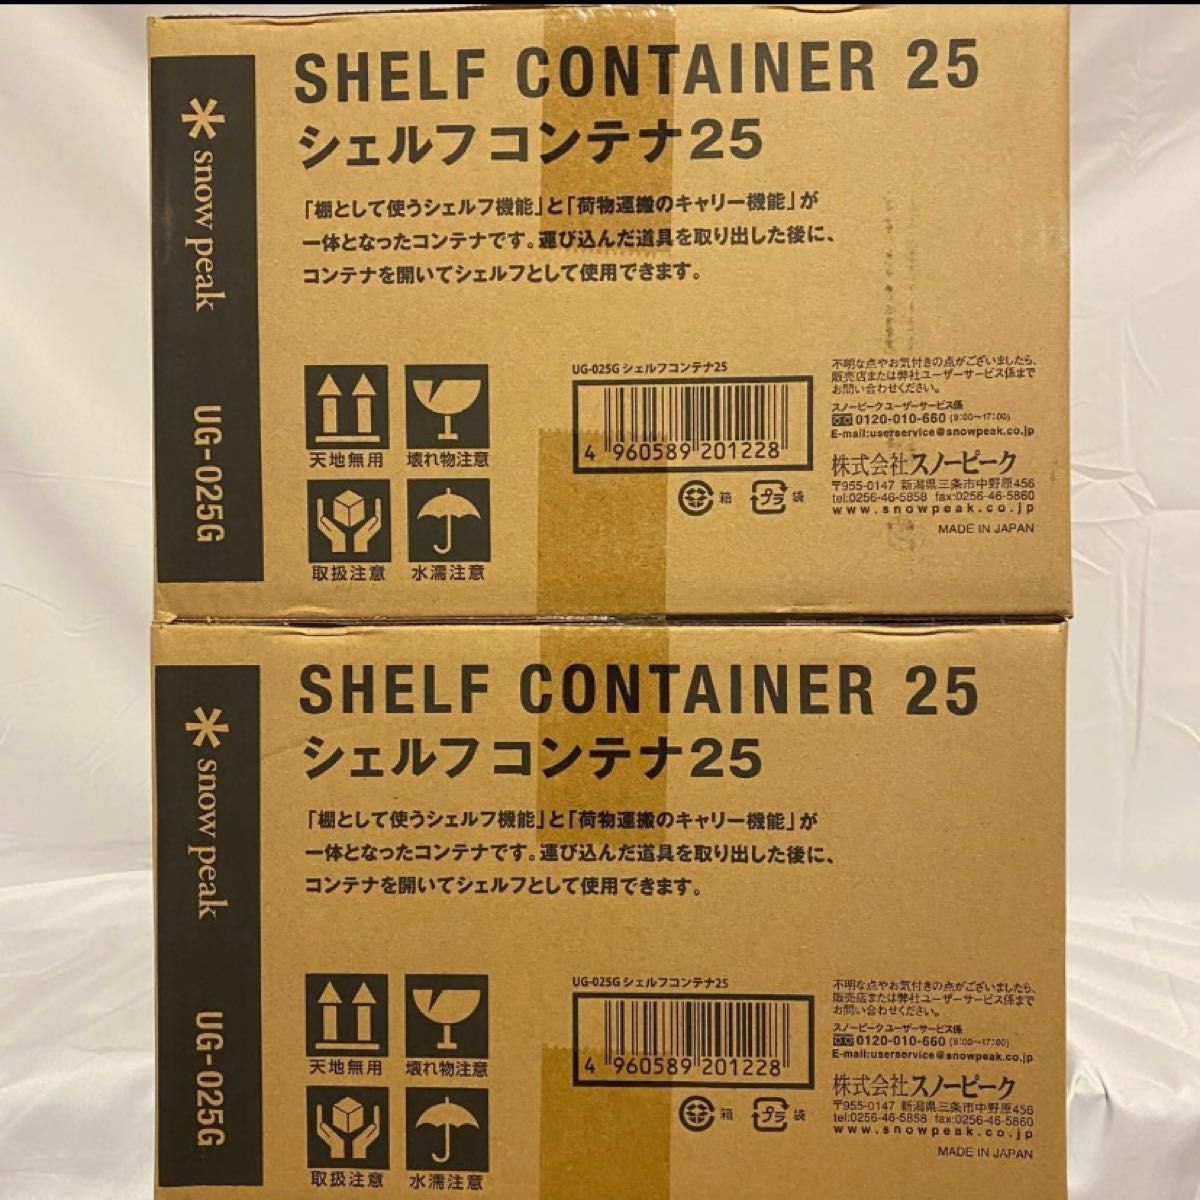 SHELF CONTAINER 25
シェルフコンテナ25
「棚として使うシェルフ機能」と「荷物運搬のキャリー機能」が
一体となったコンテナです。運び込んだ道具を取り出した後に、
コンテナを開いてシェルフとして使用できます。
snow peak
UG-025G
天地無用
壊れ物注意
取扱注意
水濡注意
UG-025G シェルフコンテナ25
4 960589 201228
箱
プラ 袋
不明な点やお気付きの点がございましたら、
販売店または弊社ユーザーサービス係まで
お問い合わせください。
スノーピーク ユーザーサービス係
0120-010-660 (9:00〜17:00)
E-mail:userservice@snowpeak.co.jp
株式会社スノーピーク
〒955-0147 新潟県三条市中野原456
tel:0256-46-5858 fax:0256-46-5860
www.snowpeak.co.jp
MADE IN JAPAN
SHELF CONTAINER 25
シェルフコンテナ25
「棚として使うシェルフ機能」と「荷物運搬のキャリー機能」が
一体となったコンテナです。運び込んだ道具を取り出した後に、
コンテナを開いてシェルフとして使用できます。
snow peak
UG-025G
天地無用
壊れ物注意
取扱注意
水濡注意
UG-025G シェルフコンテナ25
4 960589 201228
箱
プラ 袋
不明な点やお気付きの点がございましたら、
販売店または弊社ユーザーサービス係まで
お問い合わせください。
スノーピーク ユーザーサービス係
0120-010-660 (9:00〜17:00)
E-mail:userservice@snowpeak.co.jp
株式会社スノーピーク
〒955-0147 新潟県三条市中野原456
tel:0256-46-5858 fax:0256-46-5860
www.snowpeak.co.jp
MADE IN JAPAN